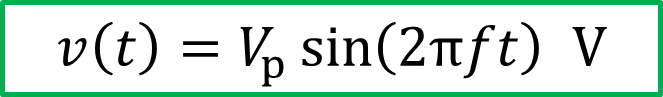 v(t) = Vₚ sin(2πft) V